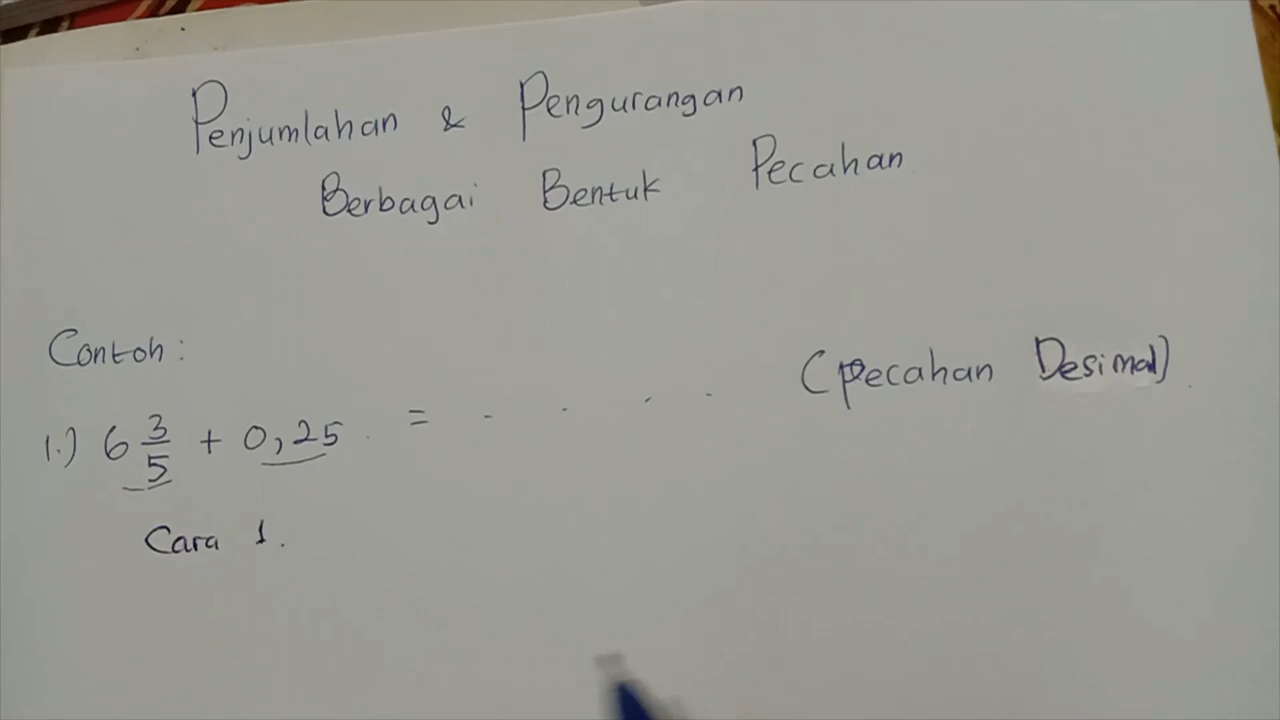 Penjumlahan & Pengurangan
Berbagai Bentuk Pecahan
Contoh:
(pecahan Desimal)
1.) 6 3/5 + 0,25 = . . . .
Cara 1.